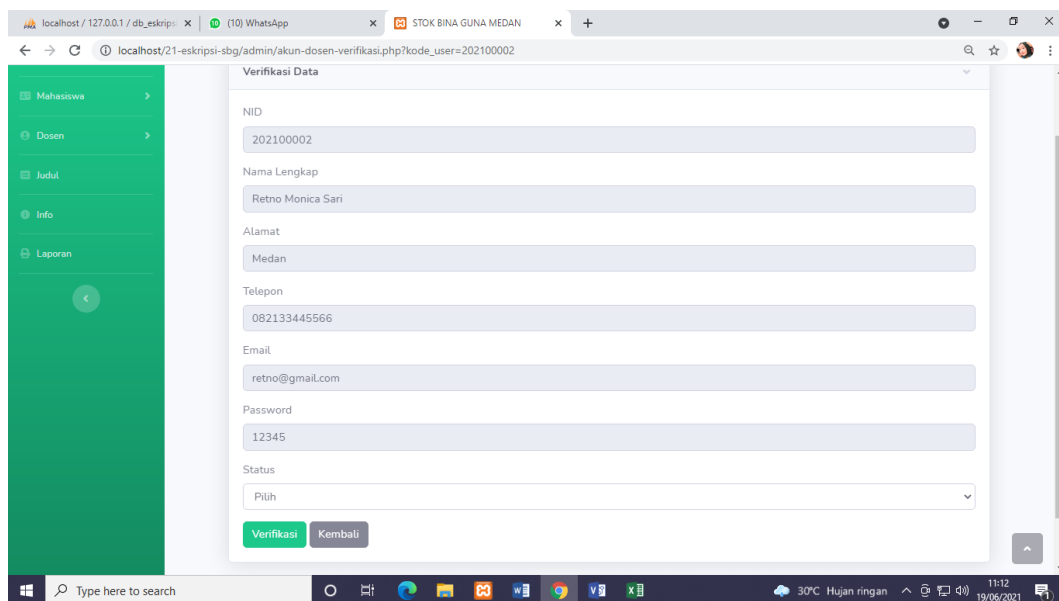 localhost / 127.0.0.1 / db_eskrips
(10) WhatsApp
STOK BINA GUNA MEDAN
localhost/21-eskripsi-sbg/admin/akun-dosen-verifikasi.php?kode_user=202100002
Mahasiswa
Dosen
Judul
Info
Laporan
Verifikasi Data
NID
202100002
Nama Lengkap
Retno Monica Sari
Alamat
Medan
Telepon
082133445566
Email
retno@gmail.com
Password
12345
Status
Pilih
Verifikasi Kembali
Type here to search
30°C Hujan ringan
11:12
19/06/2021